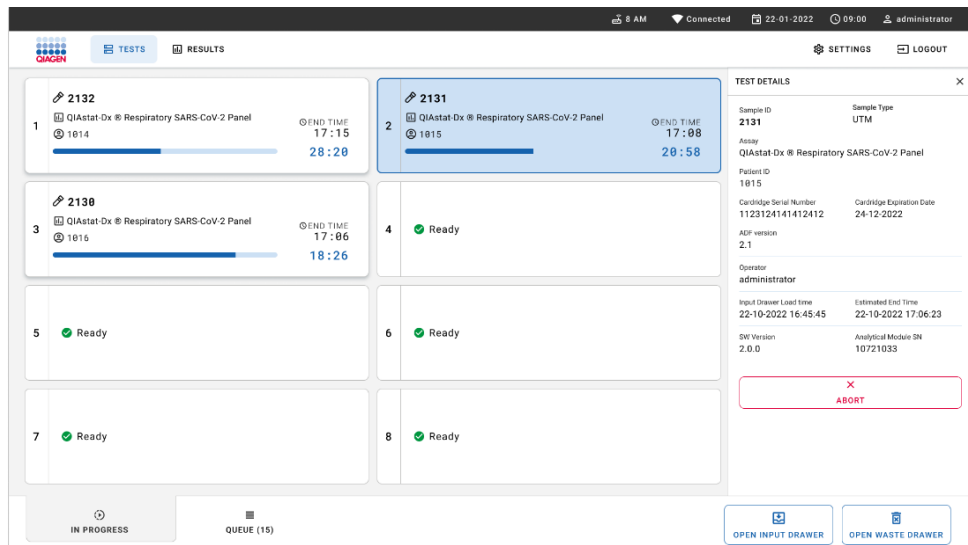 8 AM Connected 22-01-2022 09:00 administrator
QIAGEN TESTS RESULTS SETTINGS LOGOUT
1
2132
QIAstat-Dx ® Respiratory SARS-CoV-2 Panel
1014
END TIME
17:15
28:20
2
2131
QIAstat-Dx ® Respiratory SARS-CoV-2 Panel
1015
END TIME
17:08
20:58
3
2130
QIAstat-Dx ® Respiratory SARS-CoV-2 Panel
1016
END TIME
17:06
18:26
4 Ready
5 Ready
6 Ready
7 Ready
8 Ready
TEST DETAILS
Sample ID Sample Type
2131 UTM
Assay
QIAstat-Dx ® Respiratory SARS-CoV-2 Panel
Patient ID
1015
Cardridge Serial Number Cardridge Expiration Date
1123124141412412 24-12-2022
ADF version
2.1
Operator
administrator
Input Drawer Load time Estimated End Time
22-10-2022 16:45:45 22-10-2022 17:06:23
SW Version Analytical Module SN
2.0.0 10721033
ABORT
IN PROGRESS QUEUE (15) OPEN INPUT DRAWER OPEN WASTE DRAWER